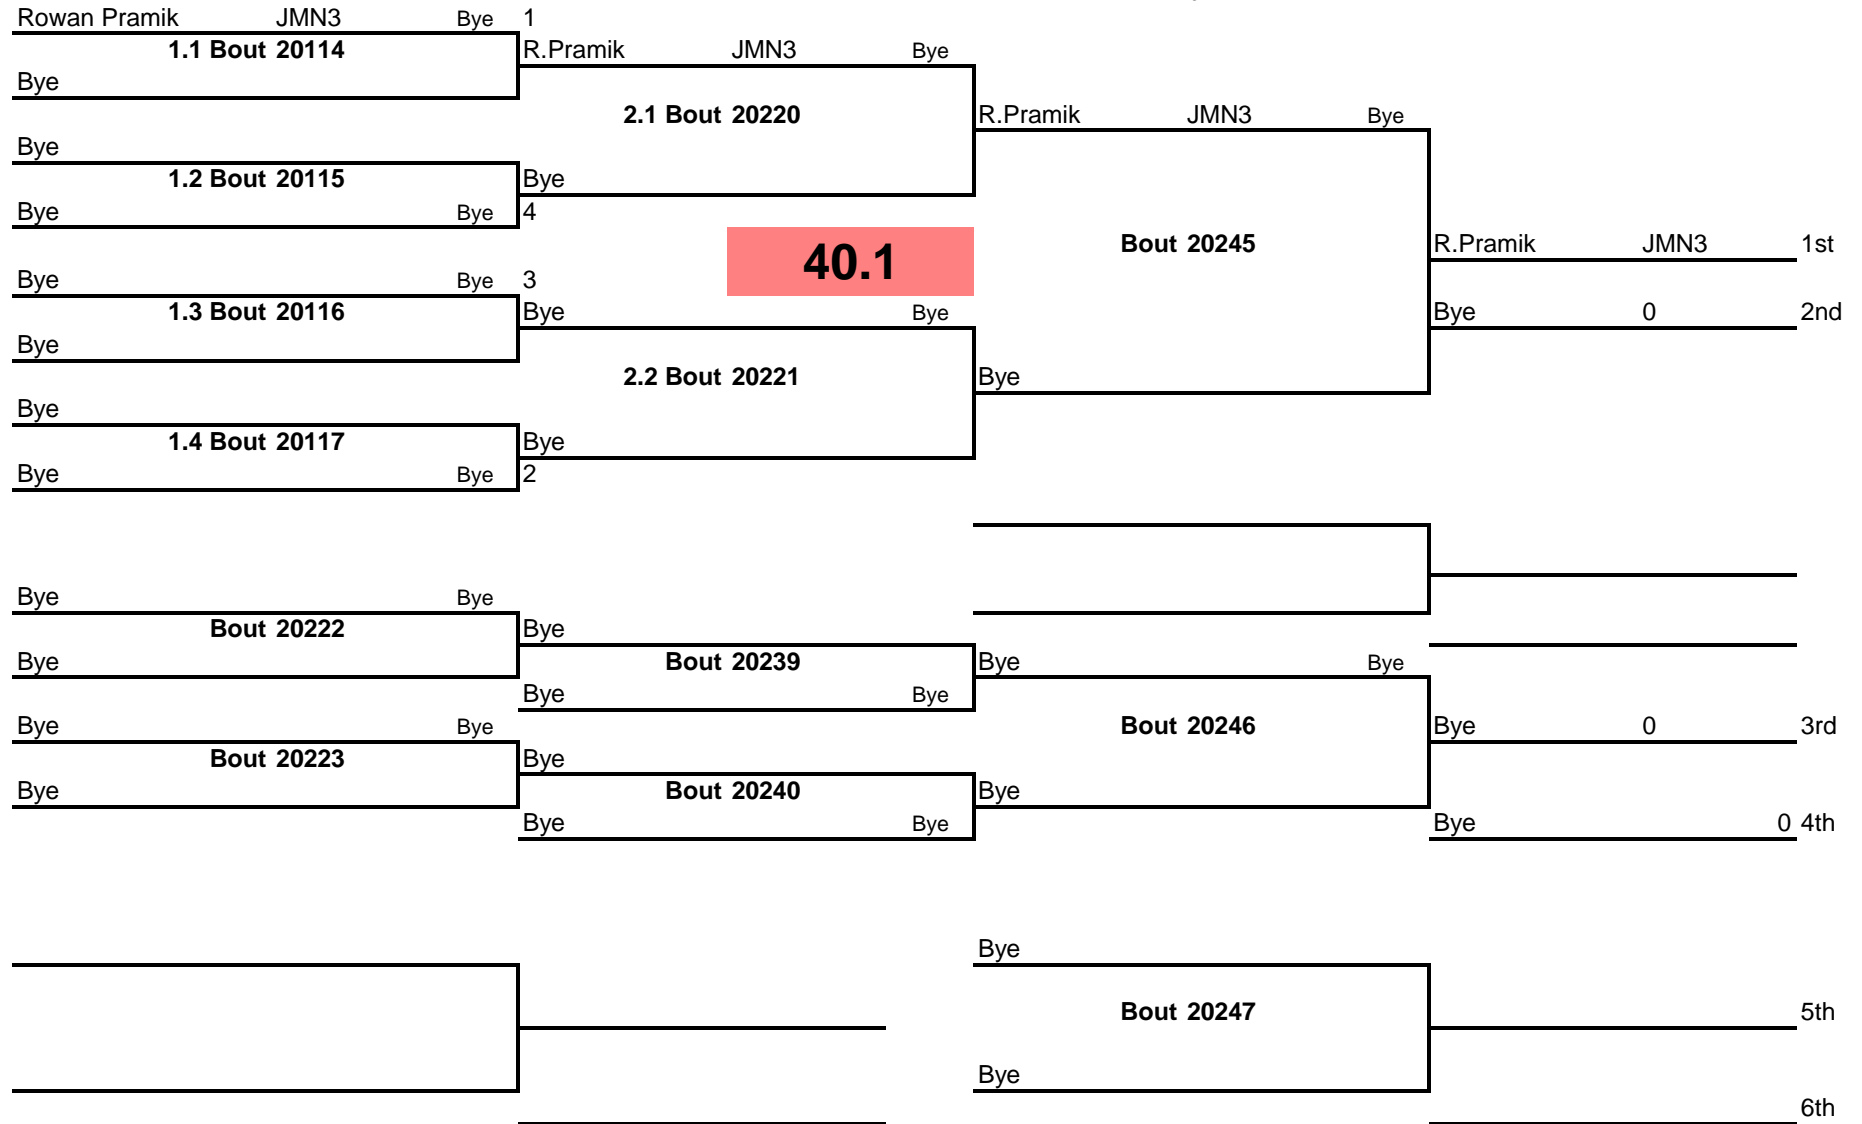 Rowan Pramik JMN3 Bye 1
1.1 Bout 20114 R.Pramik JMN3 Bye
Bye
2.1 Bout 20220 R.Pramik JMN3 Bye
Bye
1.2 Bout 20115 Bye
Bye Bye 4
40.1 Bout 20245 R.Pramik JMN3 1st
Bye Bye 3
1.3 Bout 20116 Bye Bye Bye 0 2nd
Bye
2.2 Bout 20221 Bye
Bye
1.4 Bout 20117 Bye
Bye Bye 2
Bye Bye
Bout 20222 Bye
Bye Bout 20239 Bye Bye
Bye Bye
Bye Bye Bout 20246 Bye 0 3rd
Bout 20223 Bye
Bye Bout 20240 Bye
Bye Bye Bye 0 4th
Bye
Bout 20247 5th
Bye
6th